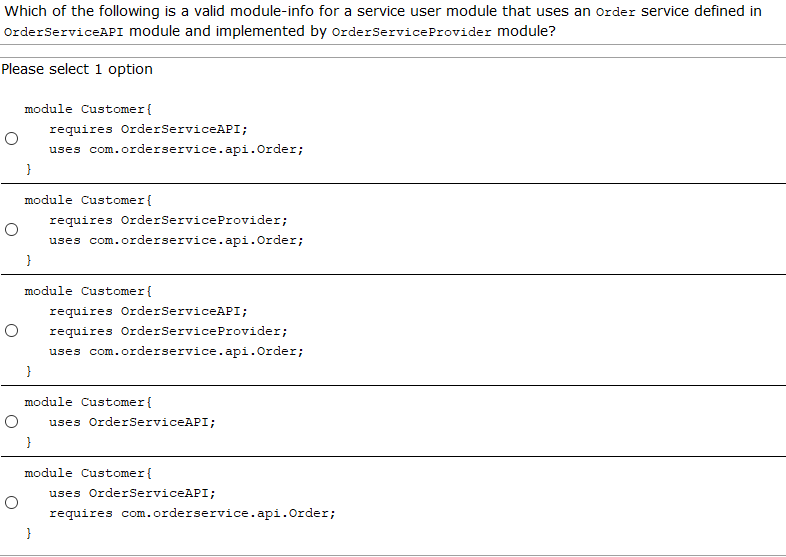 Which of the following is a valid module-info for a service user module that uses an Order service defined in
OrderServiceAPI module and implemented by OrderServiceProvider module?
Please select 1 option
module Customer{
requires OrderServiceAPI;
uses com.orderservice.api.Order;
}
module Customer{
requires OrderServiceProvider;
uses com.orderservice.api.Order;
}
module Customer{
requires OrderServiceAPI;
requires OrderServiceProvider;
uses com.orderservice.api.Order;
}
module Customer{
uses OrderServiceAPI;
}
module Customer{
uses OrderServiceAPI;
requires com.orderservice.api.Order;
}